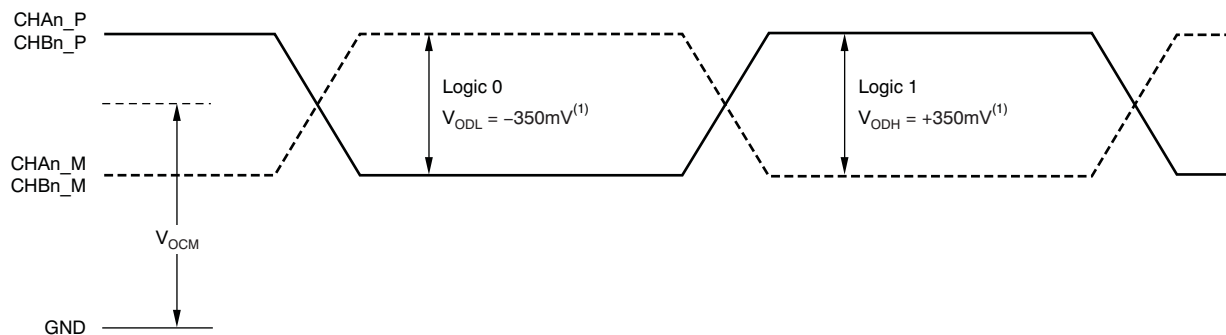 CHAn_P
CHBn_P
Logic 0
V_ODL = −350mV(1)
Logic 1
V_ODH = +350mV(1)
CHAn_M
CHBn_M
V_OCM
GND